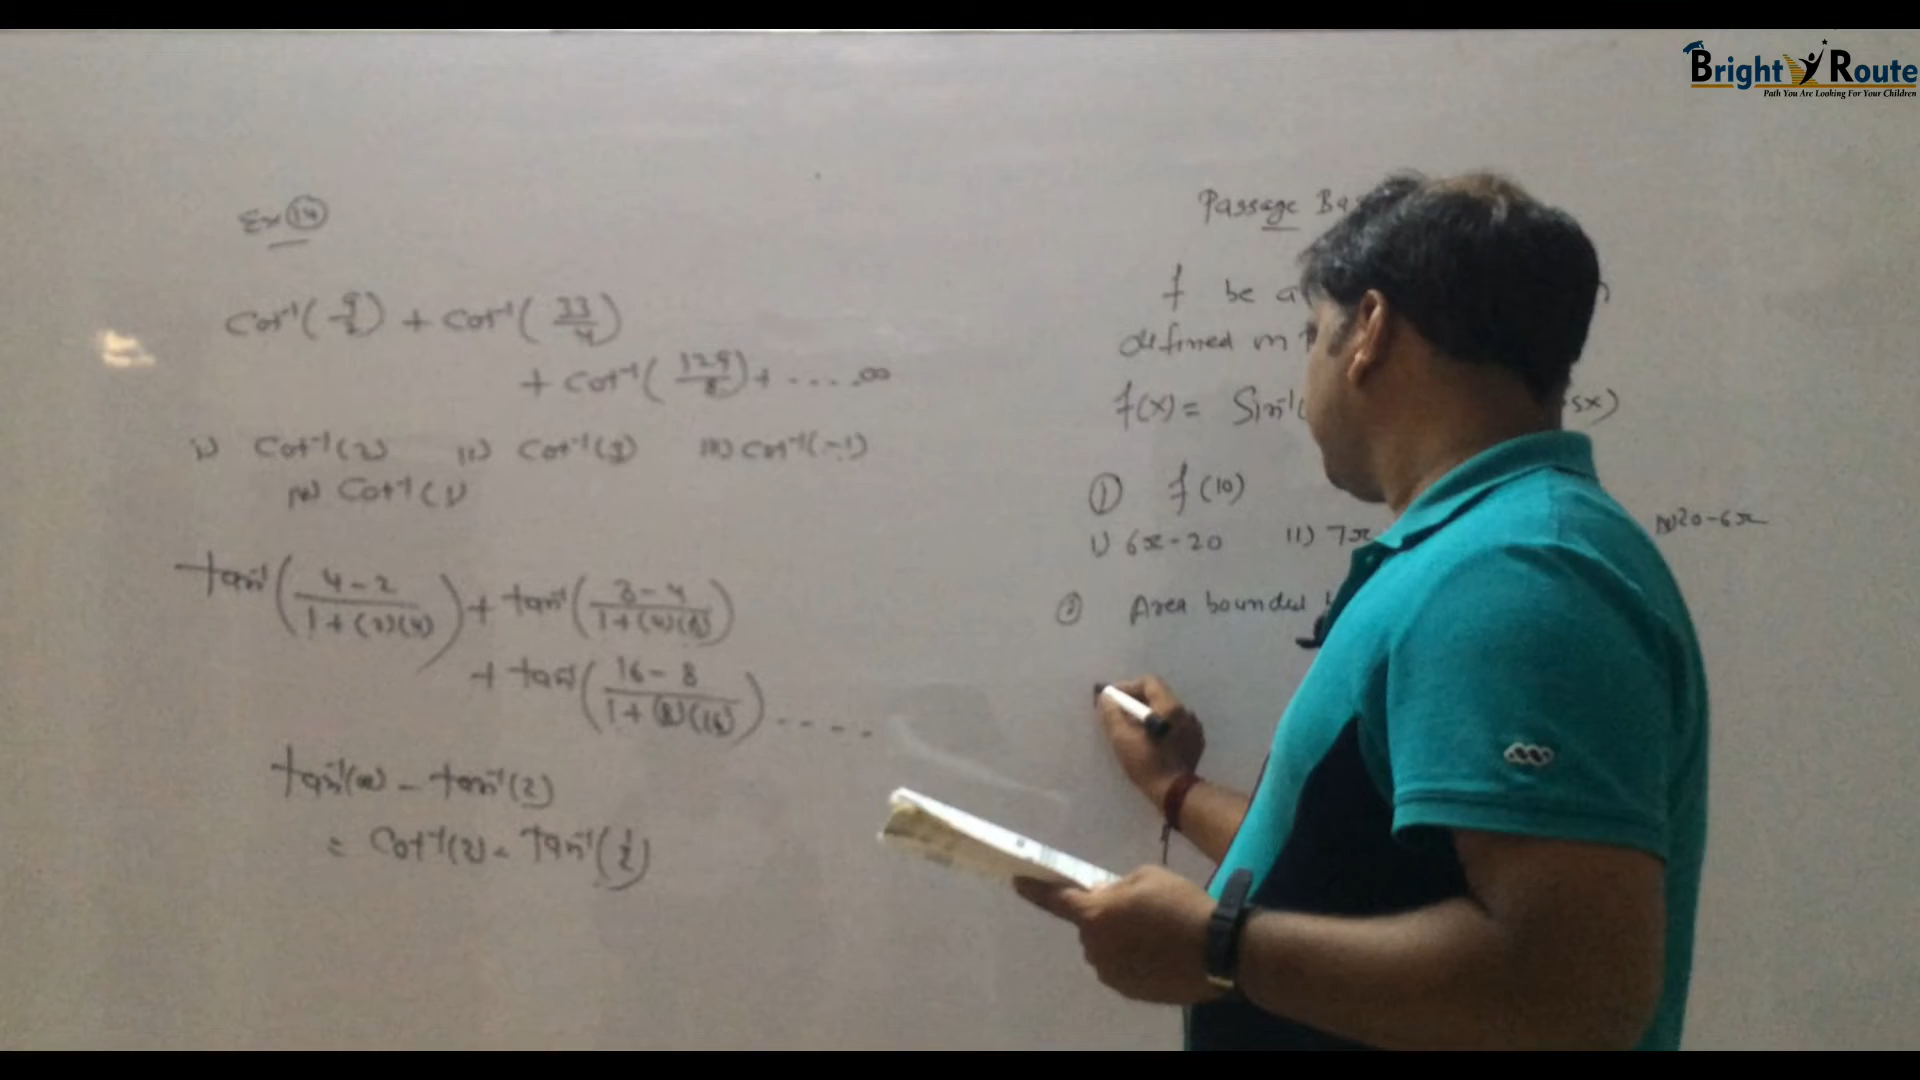 Bright Route
Path You Are Looking For Your Children
Ex (14)
Cot⁻¹(9/2) + Cot⁻¹(33/4)
+ Cot⁻¹(129/8) + ....∞
i) Cot⁻¹(2) ii) Cot⁻¹(3) iii) Cot⁻¹(-1)
iv) Cot⁻¹(1)
tan⁻¹((4-2)/(1+(2)(4))) + tan⁻¹((8-4)/(1+(4)(8)))
+ tan⁻¹((16-8)/(1+(8)(16))) ----
tan⁻¹(∞) - tan⁻¹(2)
= Cot⁻¹(2) = tan⁻¹(1/2)
Passage
f be a
defined on
f(x) = Sin⁻¹( sx)
① f(10)
i) 6x-20 ii) 7x iv) 20-6x
② Area bounded